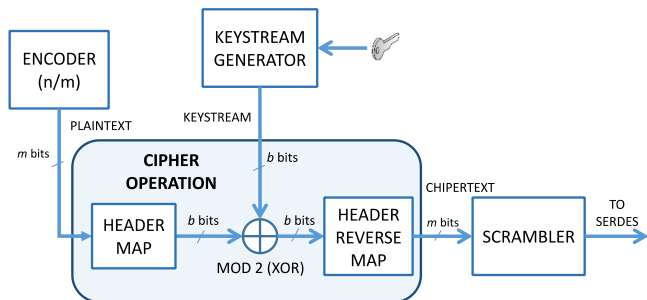 ENCODER
(n/m)
KEYSTREAM
GENERATOR
PLAINTEXT
KEYSTREAM
m bits
CIPHER
OPERATION
b bits
CHIPERTEXT
HEADER
MAP
b bits
b bits
HEADER
REVERSE
MAP
m bits
SCRAMBLER
TO
SERDES
MOD 2 (XOR)